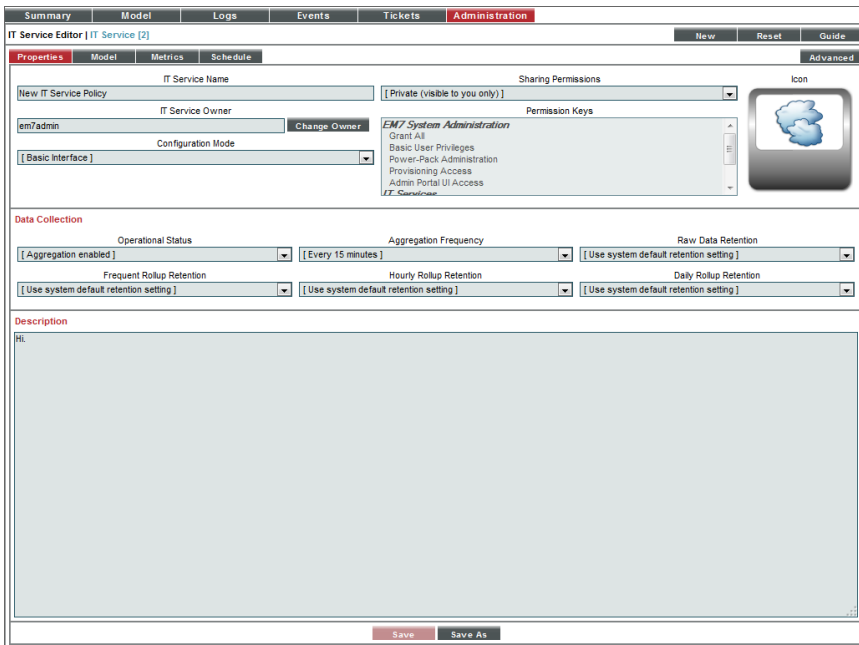 Summary Model Logs Events Tickets Administration
IT Service Editor | IT Service [2] New Reset Guide
Properties Model Metrics Schedule Advanced
IT Service Name Sharing Permissions Icon
New IT Service Policy [ Private (visible to you only) ]
IT Service Owner Permission Keys
em7admin Change Owner EM7 System Administration
Grant All
Configuration Mode Basic User Privileges
[ Basic Interface ] Power-Pack Administration
Provisioning Access
Admin Portal UI Access
IT Services
Data Collection
Operational Status Aggregation Frequency Raw Data Retention
[ Aggregation enabled ] [ Every 15 minutes ] [ Use system default retention setting ]
Frequent Rollup Retention Hourly Rollup Retention Daily Rollup Retention
[ Use system default retention setting ] [ Use system default retention setting ] [ Use system default retention setting ]
Description
Hi.
Save Save As